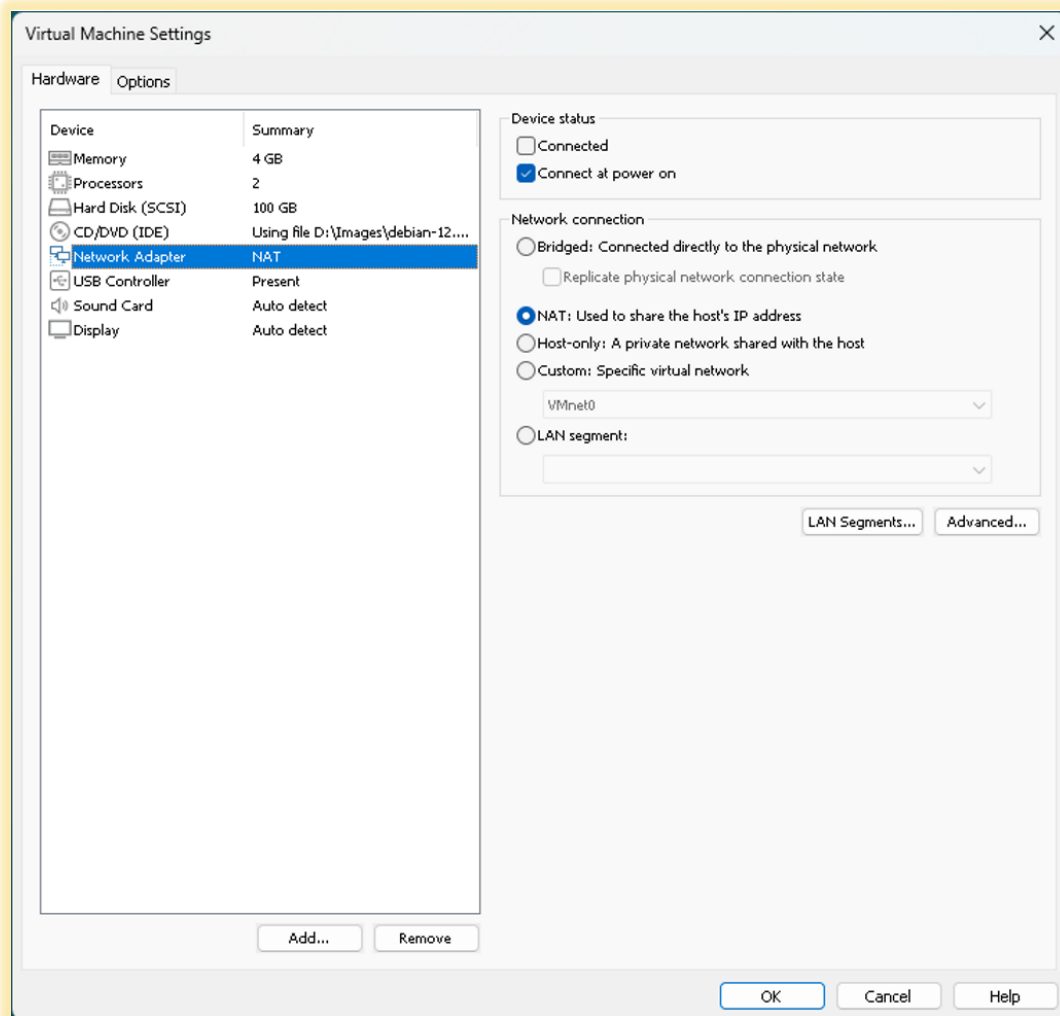 Virtual Machine Settings
Hardware Options
Device Summary
Memory 4 GB
Processors 2
Hard Disk (SCSI) 100 GB
CD/DVD (IDE) Using file D:\Images\debian-12....
Network Adapter NAT
USB Controller Present
Sound Card Auto detect
Display Auto detect
Add... Remove
Device status
Connected
Connect at power on
Network connection
Bridged: Connected directly to the physical network
Replicate physical network connection state
NAT: Used to share the host's IP address
Host-only: A private network shared with the host
Custom: Specific virtual network
VMnet0
LAN segment:
LAN Segments... Advanced...
OK Cancel Help